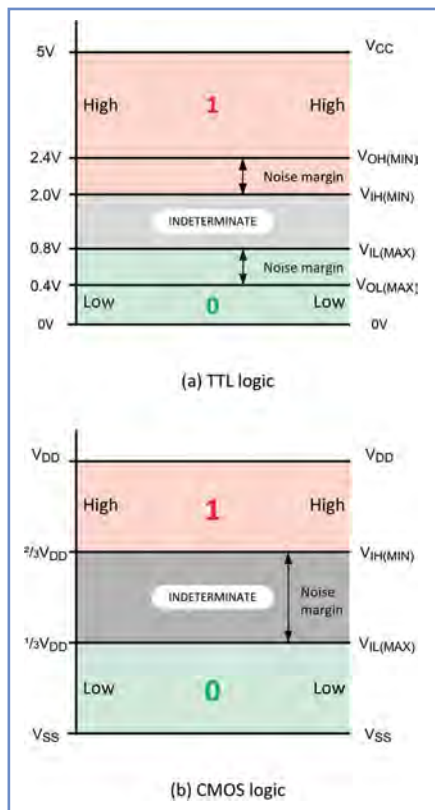 5V VCC
High 1 High
2.4V VOH(MIN)
Noise margin
2.0V VIH(MIN)
INDETERMINATE
0.8V VIL(MAX)
Noise margin
0.4V VOL(MAX)
Low 0 Low
0V 0V
(a) TTL logic
VDD VDD
High 1 High
2/3VDD VIH(MIN)
INDETERMINATE Noise
margin
1/3VDD VIL(MAX)
Low 0 Low
VSS VSS
(b) CMOS logic